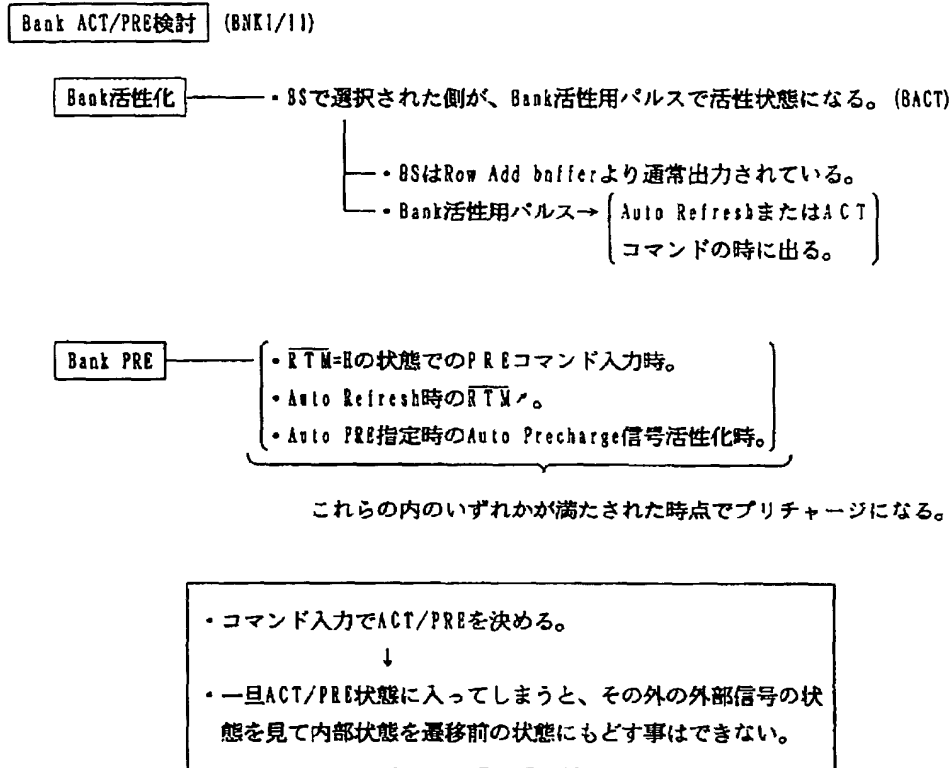 Bank ACT/PRE検討 (BNK1/11)
Bank活性化 ・BSで選択された側が、Bank活性用パルスで活性状態になる。(BACT)
・BSはRow Add bufferより通常出力されている。
・Bank活性用パルス→ Auto RefreshまたはACT
コマンドの時に出る。
Bank PRE ・RTM=Hの状態でのPREコマンド入力時。
・Auto Refresh時のRTM↗。
・Auto PRE指定時のAuto Precharge信号活性化時。
これらの内のいずれかが満たされた時点でプリチャージになる。
・コマンド入力でACT/PREを決める。
↓
・一旦ACT/PRE状態に入ってしまうと、その外の外部信号の状
態を見て内部状態を遷移前の状態にもどす事はできない。